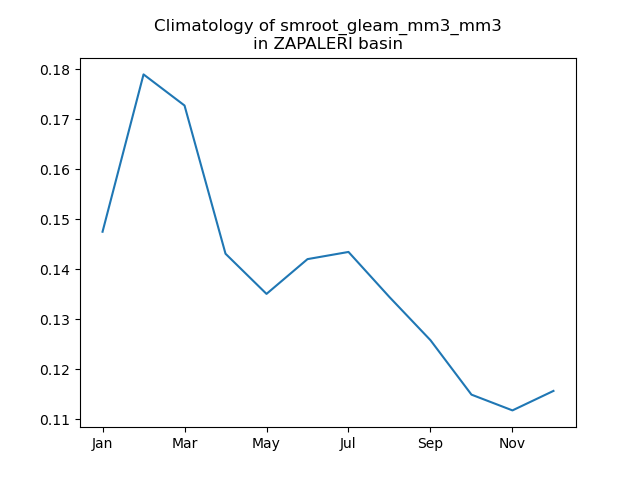 Climatology of smroot_gleam_mm3_mm3
in ZAPALERI basin
0.18
0.17
0.16
0.15
0.14
0.13
0.12
0.11
Jan Mar May Jul Sep Nov